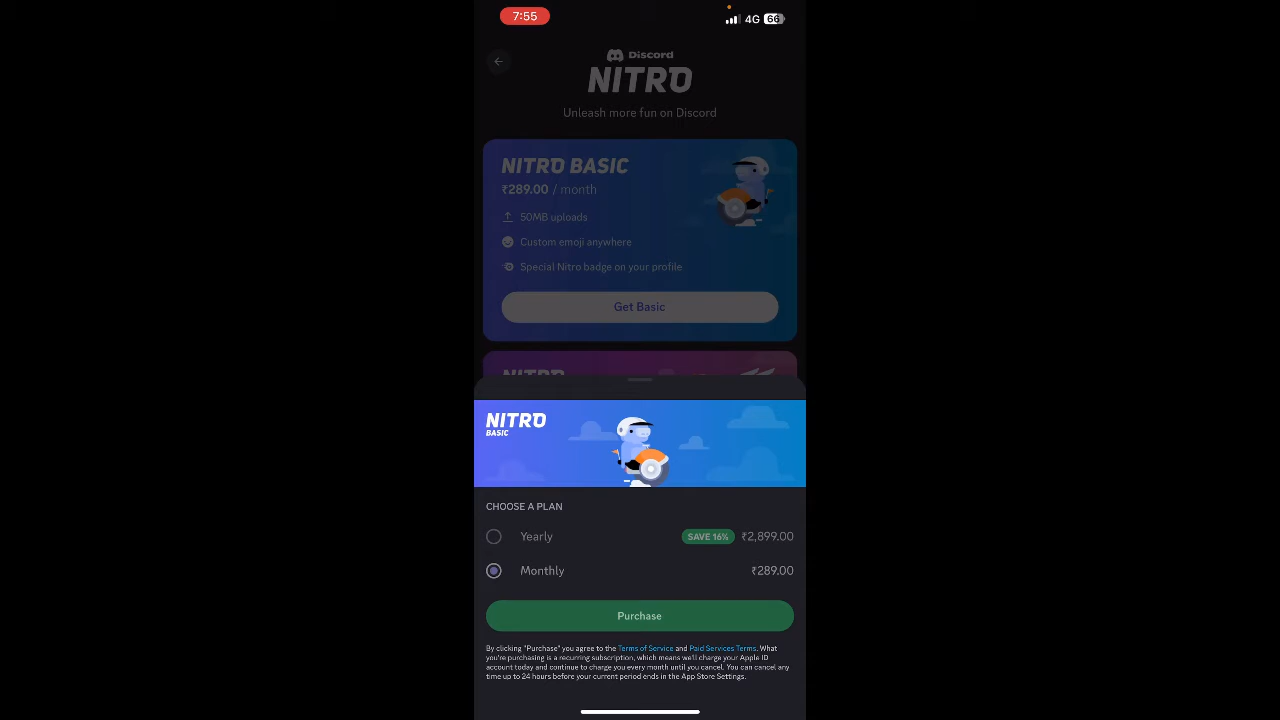 7:55
4G 66
Discord
NITRO
Unleash more fun on Discord
NITRO BASIC
₹289.00 / month
50MB uploads
Custom emoji anywhere
Special Nitro badge on your profile
Get Basic
NITRO
NITRO
BASIC
CHOOSE A PLAN
Yearly SAVE 16% ₹2,899.00
Monthly ₹289.00
Purchase
By clicking "Purchase" you agree to the Terms of Service and Paid Services Terms. What
you're purchasing is a recurring subscription, which means we'll charge your Apple ID
account today and continue to charge you every month until you cancel. You can cancel any
time up to 24 hours before your current period ends in the App Store Settings.